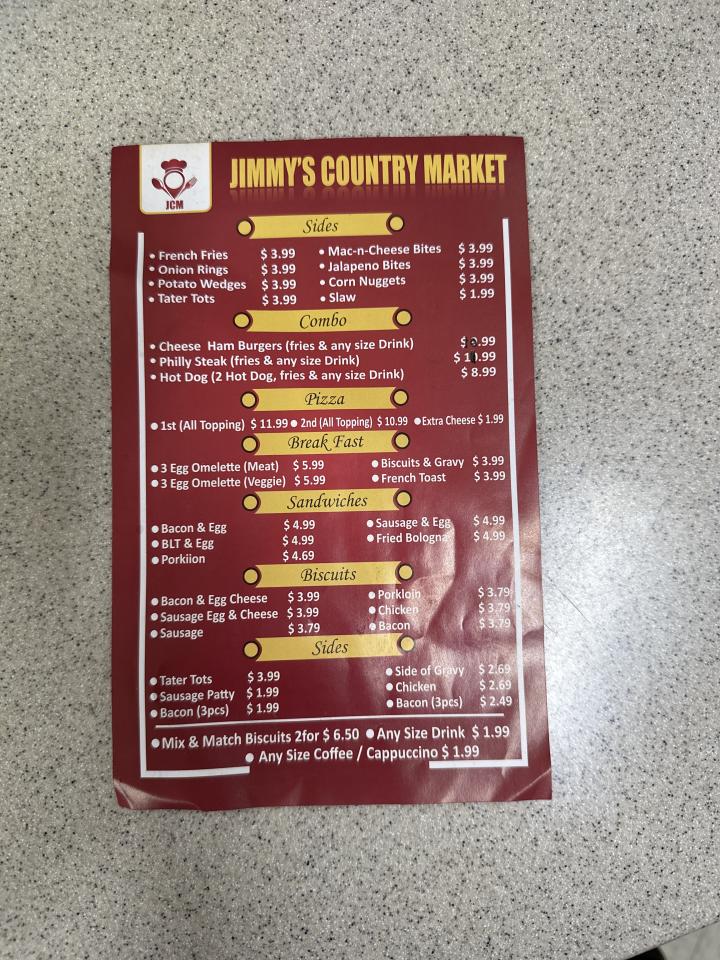 JCM
JIMMY'S COUNTRY MARKET
Sides
• French Fries $ 3.99 • Mac-n-Cheese Bites $ 3.99
• Onion Rings $ 3.99 • Jalapeno Bites $ 3.99
• Potato Wedges $ 3.99 • Corn Nuggets $ 3.99
• Tater Tots $ 3.99 • Slaw $ 1.99
Combo
• Cheese Ham Burgers (fries & any size Drink)
• Philly Steak (fries & any size Drink)
• Hot Dog (2 Hot Dog, fries & any size Drink) $ 8.99
Pizza
• 1st (All Topping) $ 11.99 • 2nd (All Topping) $ 10.99 • Extra Cheese $ 1.99
Break Fast
• 3 Egg Omelette (Meat) $ 5.99 • Biscuits & Gravy $ 3.99
• 3 Egg Omelette (Veggie) $ 5.99 • French Toast $ 3.99
Sandwiches
• Bacon & Egg $ 4.99 • Sausage & Egg $ 4.99
• BLT & Egg $ 4.99 • Fried Bologna $ 4.99
• Porkiion $ 4.69
Biscuits
• Bacon & Egg Cheese $ 3.99 • Porkloin $ 3.79
• Sausage Egg & Cheese $ 3.99 • Chicken $ 3.79
• Sausage $ 3.79 • Bacon $ 3.79
Sides
• Tater Tots $ 3.99 • Side of Gravy $ 2.69
• Sausage Patty $ 1.99 • Chicken $ 2.69
• Bacon (3pcs) $ 1.99 • Bacon (3pcs) $ 2.49
• Mix & Match Biscuits 2for $ 6.50 • Any Size Drink $ 1.99
• Any Size Coffee / Cappuccino $ 1.99